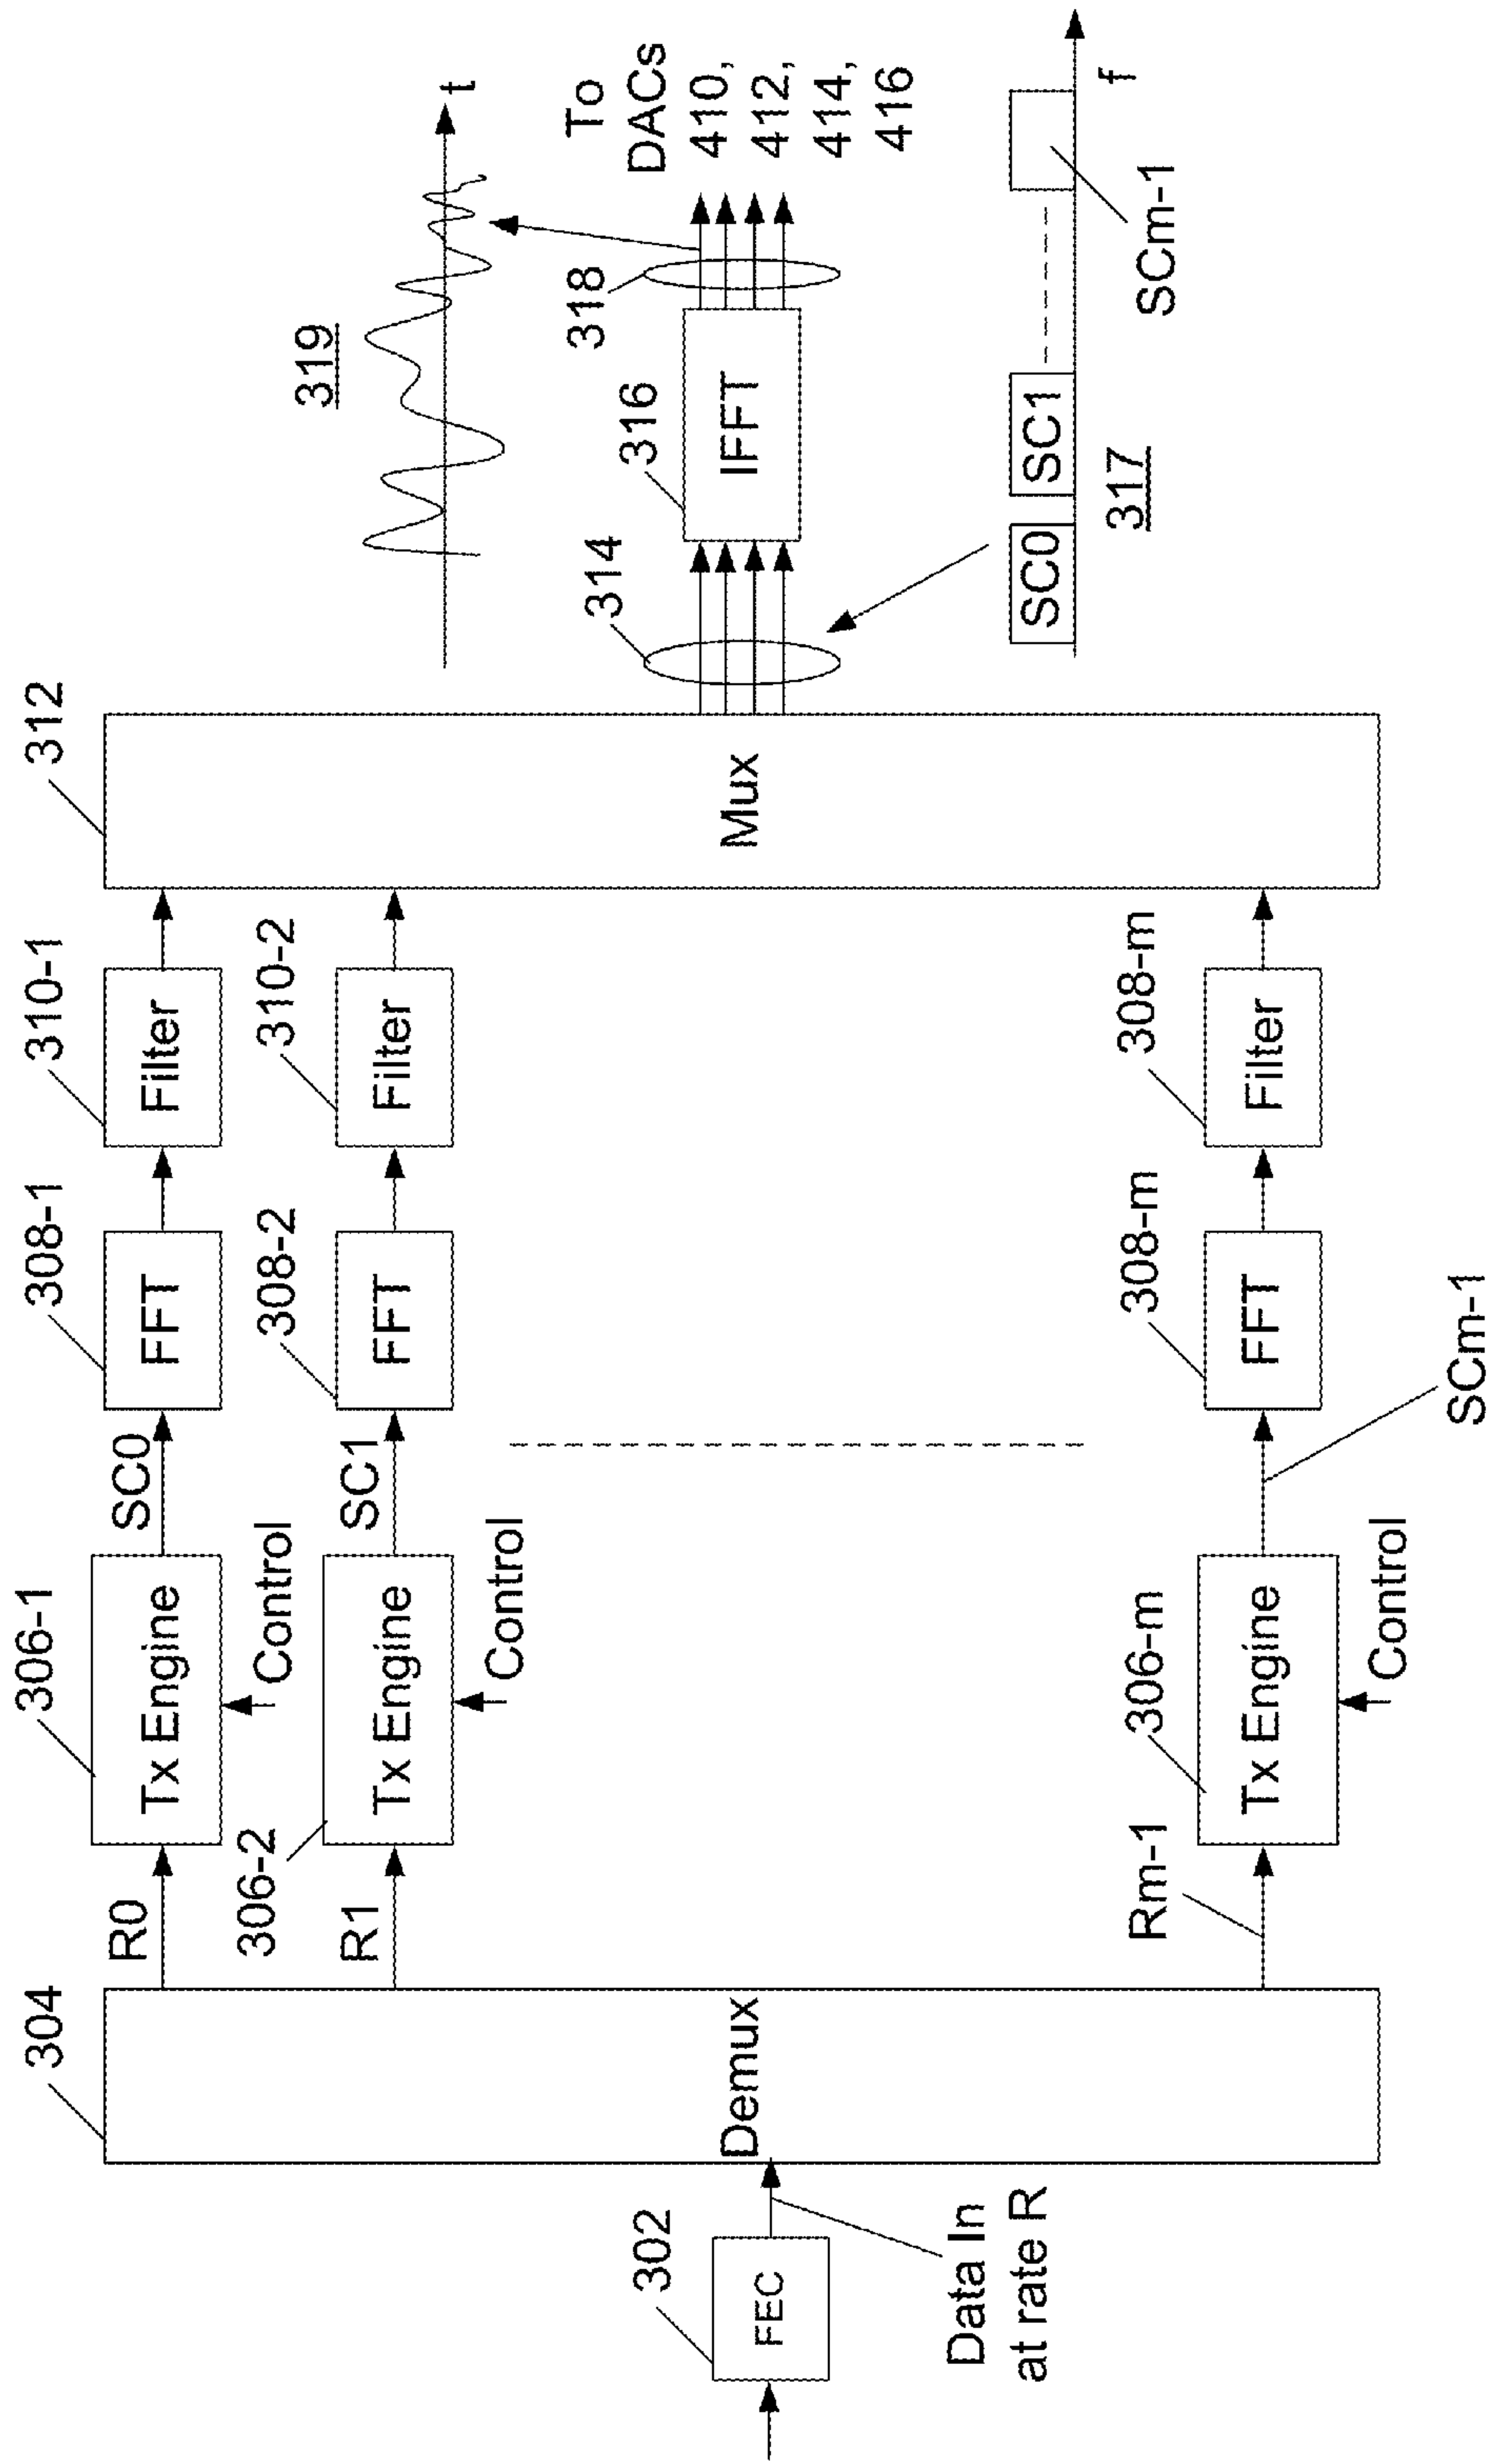 302
FEC
Data In
at rate R
304
Demux
R0
306-1
Tx Engine
Control
SC0
308-1
FFT
310-1
Filter
R1
306-2
Tx Engine
Control
SC1
308-2
FFT
310-2
Filter
Rm-1
306-m
Tx Engine
Control
SCm-1
308-m
FFT
308-m
Filter
312
Mux
314
316
IFFT
318
To
DACs
410,
412,
414,
416
319
t
SC0
SC1
SCm-1
317
f